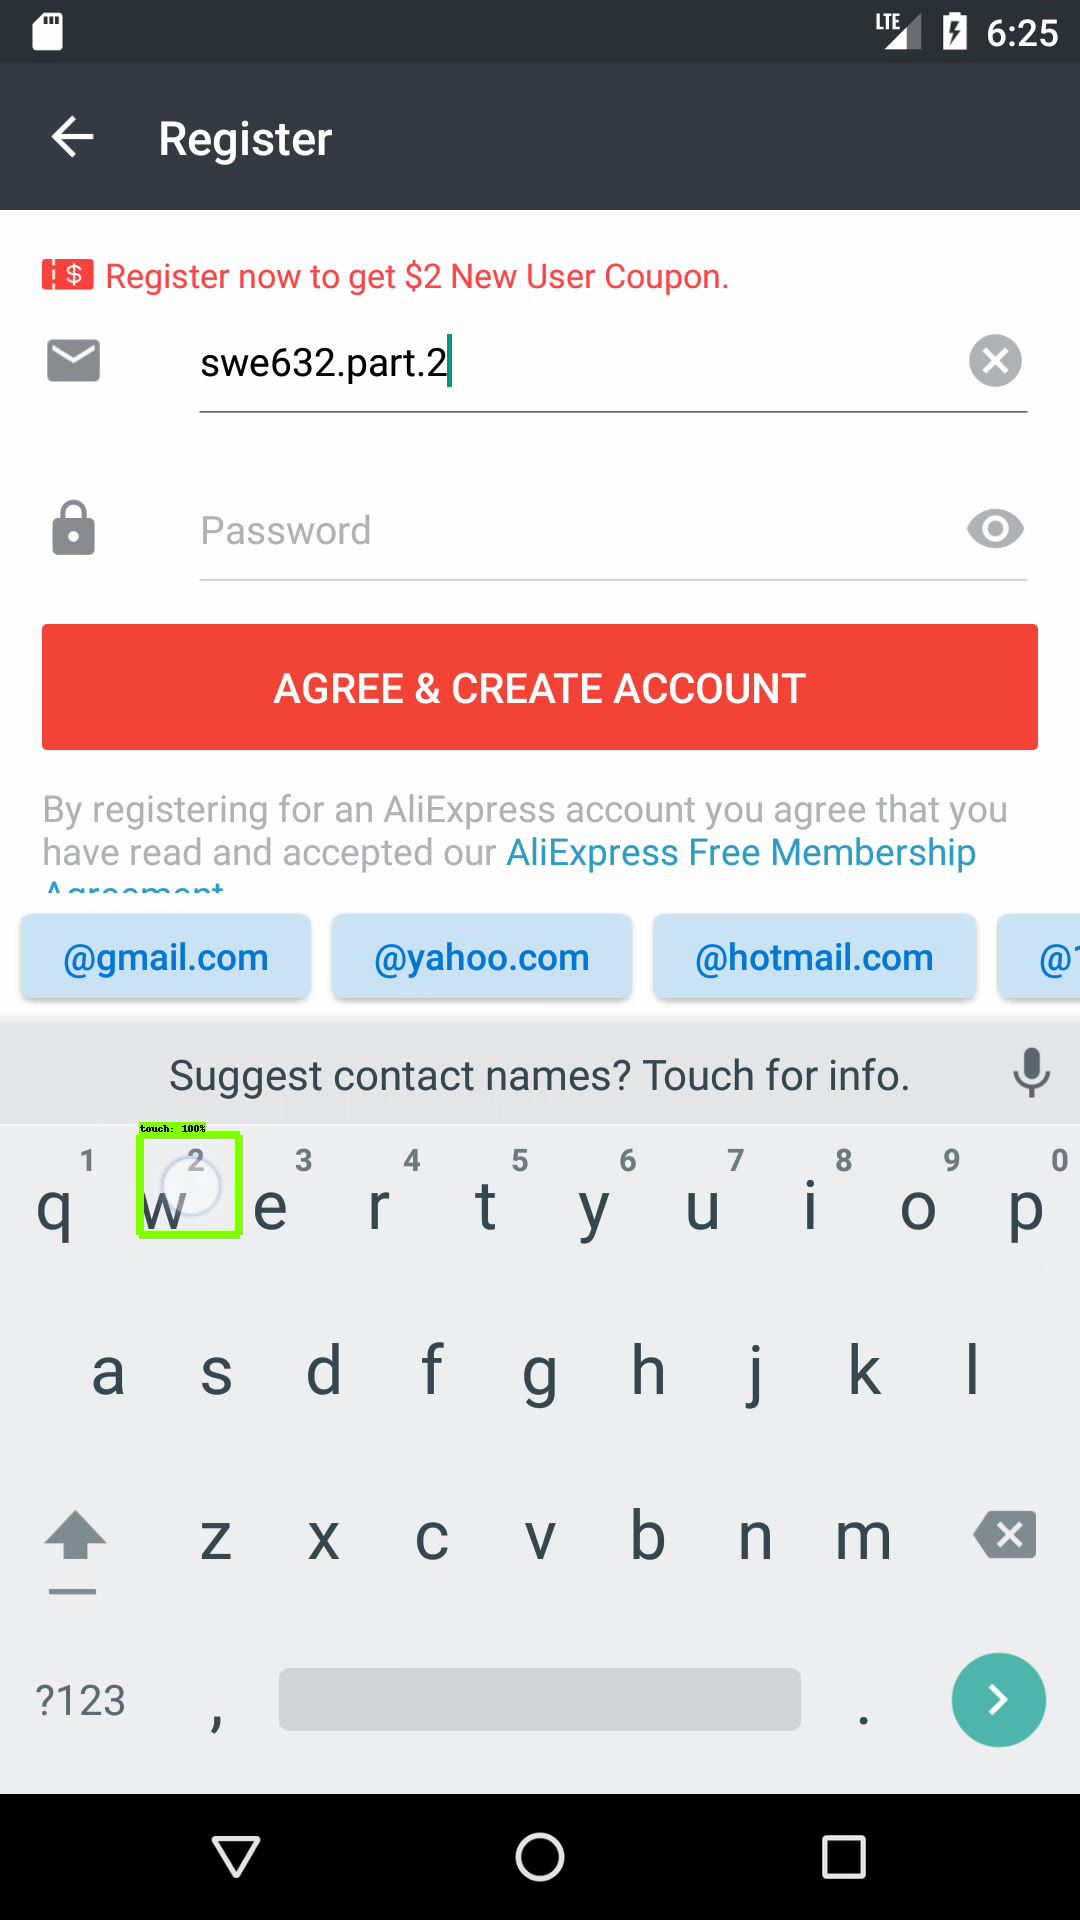 LTE 6:25
Register
$ Register now to get $2 New User Coupon.
swe632.part.2
Password
AGREE & CREATE ACCOUNT
By registering for an AliExpress account you agree that you
have read and accepted our AliExpress Free Membership
Agreement
@gmail.com @yahoo.com @hotmail.com @1
Suggest contact names? Touch for info.
touch: 100%
1 2 3 4 5 6 7 8 9 0
q w e r t y u i o p
a s d f g h j k l
z x c v b n m
?123 , .